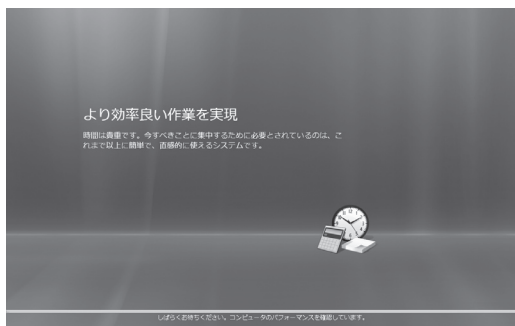 より効率良い作業を実現
時間は貴重です。今すべきことに集中するために必要とされているのは、こ
れまで以上に簡単で、直感的に使えるシステムです。
しばらくお待ちください。コンピュータのパフォーマンスを確認しています。